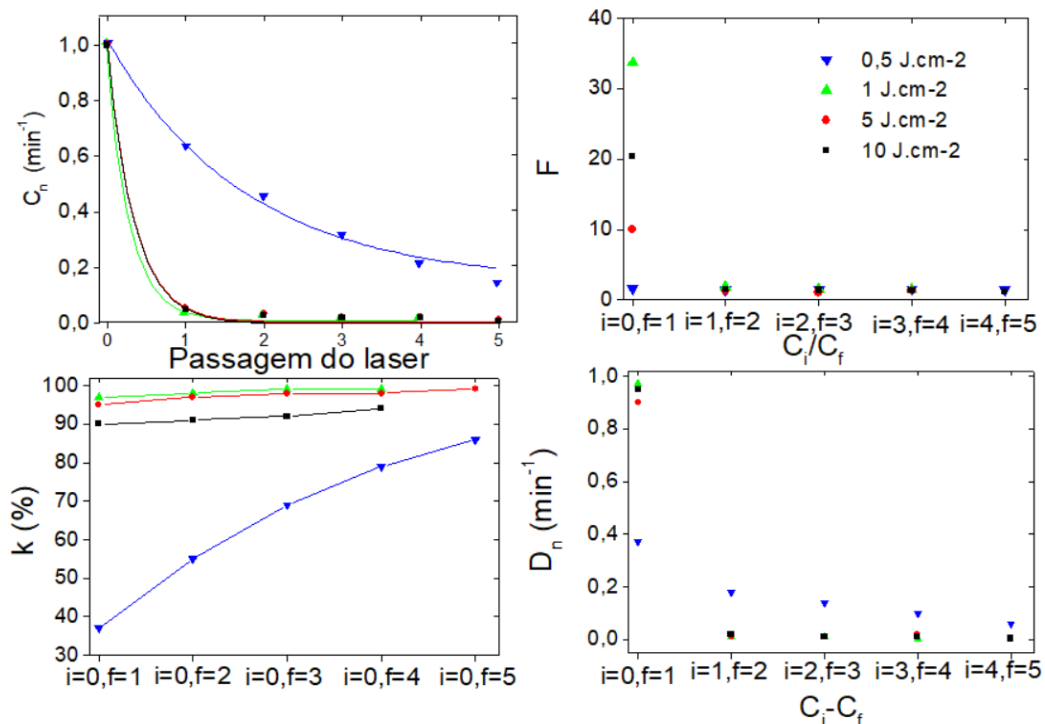 1,0
0,8
0,6
0,4
0,2
0,0
C_n (min⁻¹)
0 1 2 3 4 5
Passagem do laser
40
30
20
10
0
F
0,5 J.cm-2
1 J.cm-2
5 J.cm-2
10 J.cm-2
i=0,f=1 i=1,f=2 i=2,f=3 i=3,f=4 i=4,f=5
C_i/C_f
100
90
80
70
60
50
40
30
k (%)
i=0,f=1 i=0,f=2 i=0,f=3 i=0,f=4 i=0,f=5
1,0
0,8
0,6
0,4
0,2
0,0
D_n (min⁻¹)
i=0,f=1 i=1,f=2 i=2,f=3 i=3,f=4 i=4,f=5
C_i-C_f